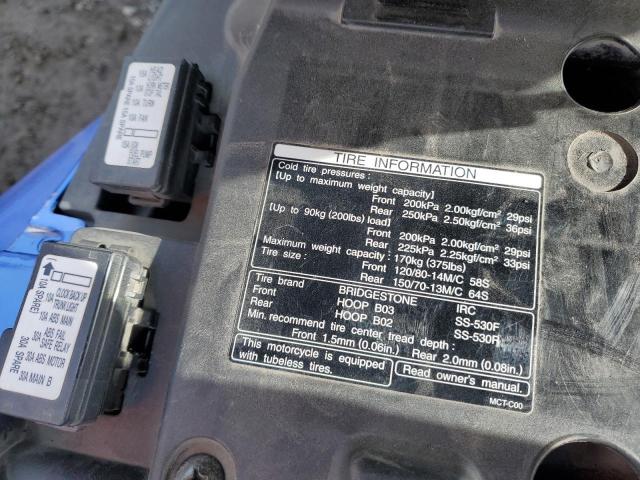 TIRE INFORMATION
Cold tire pressures :
[Up to maximum weight capacity]
Front 200kPa 2.00kgf/cm² 29psi
Rear 250kPa 2.50kgf/cm² 36psi
[Up to 90kg (200lbs) load]
Front 200kPa 2.00kgf/cm² 29psi
Rear 225kPa 2.25kgf/cm² 33psi
Maximum weight capacity : 170kg (375lbs)
Tire size : Front 120/80-14M/C 58S
Rear 150/70-13M/C 64S
Tire brand BRIDGESTONE IRC
Front HOOP B03 SS-530F
Rear HOOP B02 SS-530R
Min. recommend tire center tread depth :
Front 1.5mm (0.06in.) Rear 2.0mm (0.08in.)
This motorcycle is equipped
with tubeless tires.
Read owner's manual.
MCT-C00
10A SPARE 15A SPARE
CLOCK BACK UP
10A TRUNK LIGHT
10A ABS MAIN
ABS FAIL
30A SAFE RELAY
30A ABS MOTOR
30A MAIN B
10A (SPARE)
30A SPARE